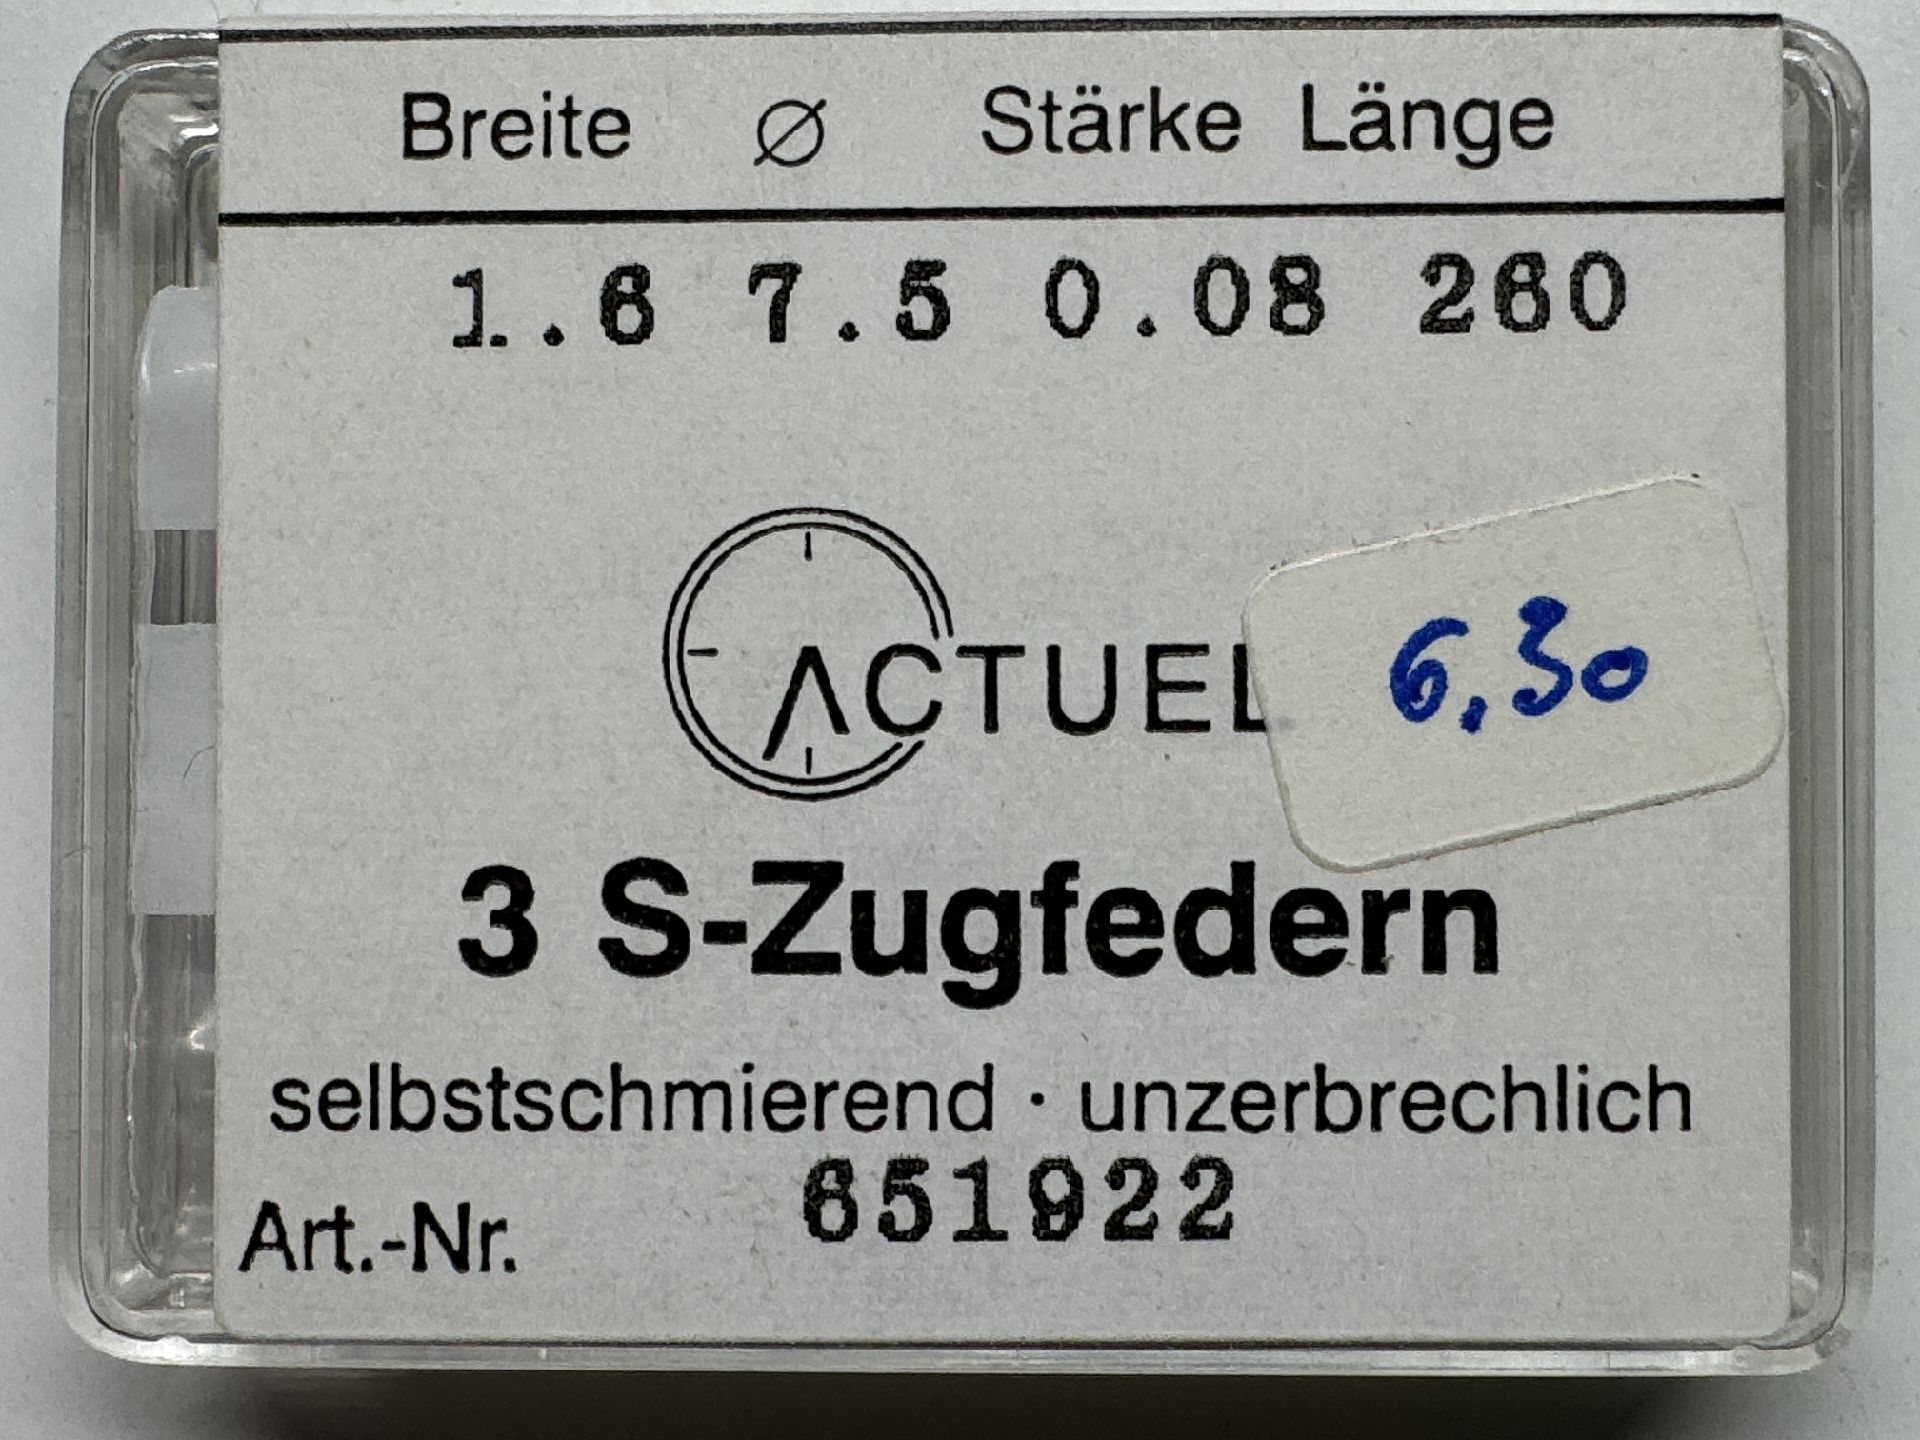 Breite ⌀ Stärke Länge
1.6 7.5 0.08 260
ACTUEL
6,30
3 S-Zugfedern
selbstschmierend · unzerbrechlich
651922
Art.-Nr.